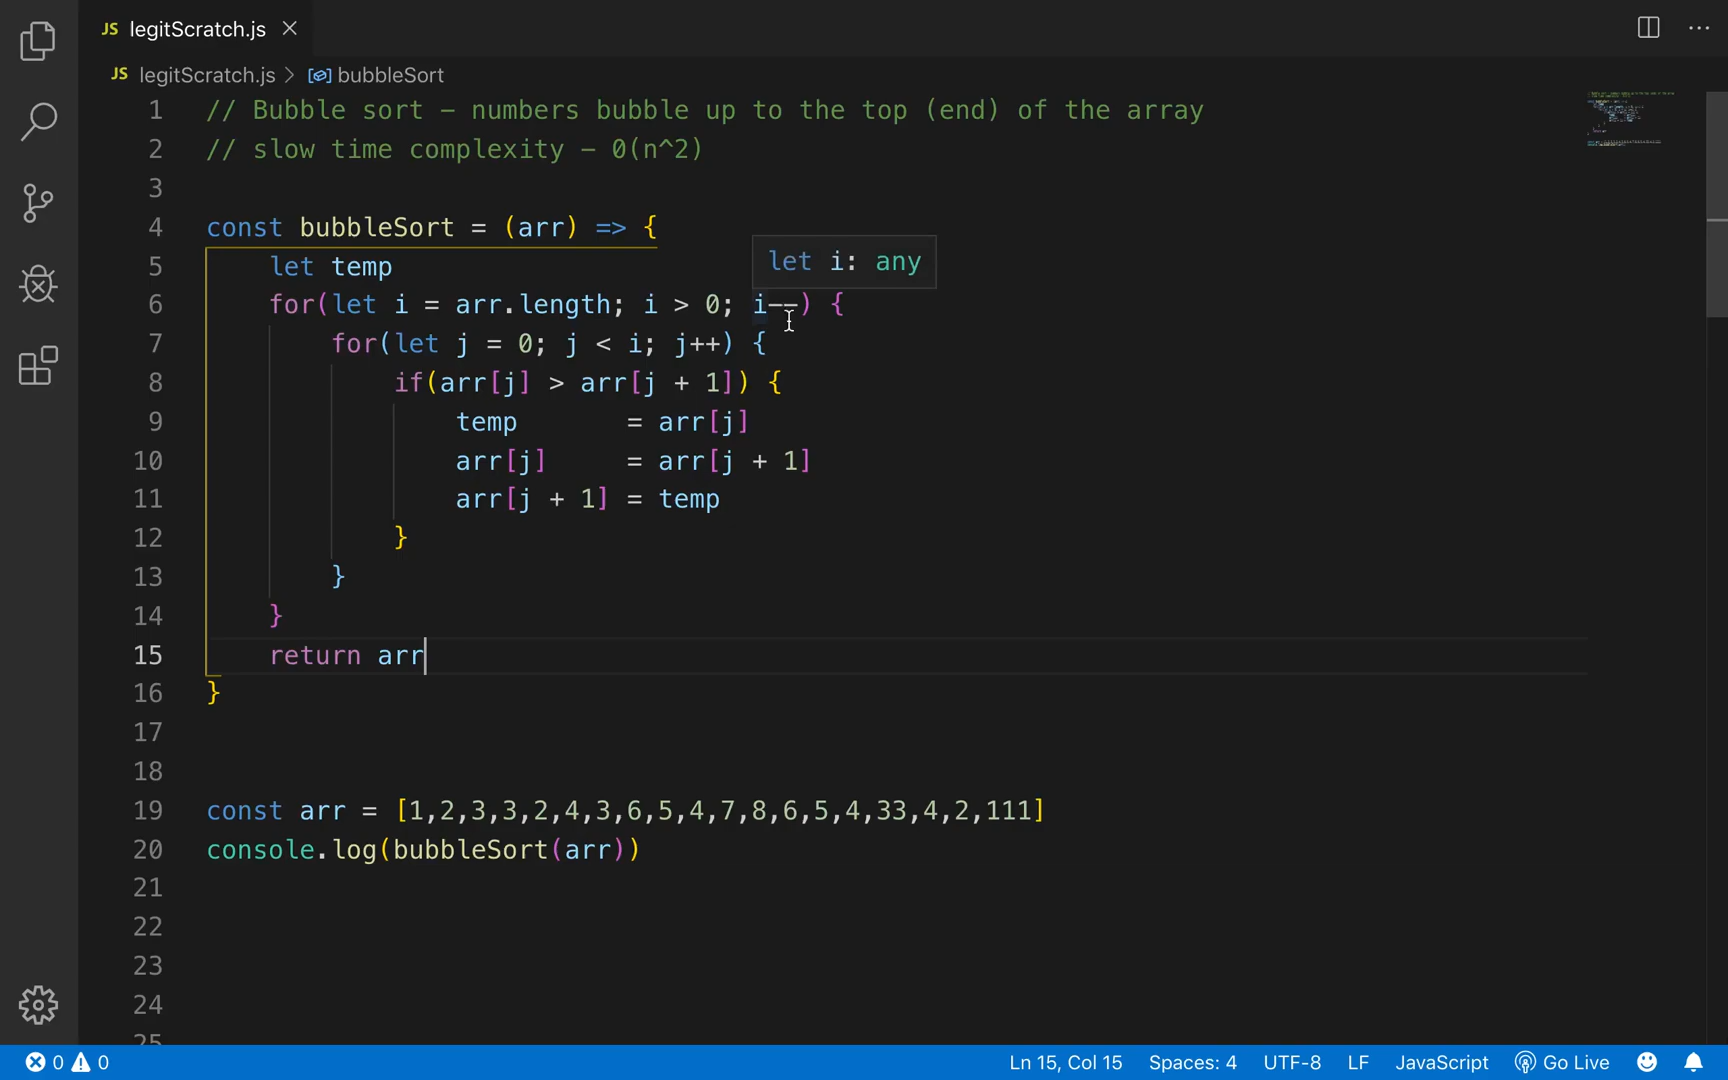 JS legitScratch.js
JS legitScratch.js > bubbleSort
1 // Bubble sort – numbers bubble up to the top (end) of the array
2 // slow time complexity – 0(n^2)
3
4 const bubbleSort = (arr) => {
let i: any
5 let temp
6 for(let i = arr.length; i > 0; i--) {
7 for(let j = 0; j < i; j++) {
8 if(arr[j] > arr[j + 1]) {
9 temp = arr[j]
10 arr[j] = arr[j + 1]
11 arr[j + 1] = temp
12 }
13 }
14 }
15 return arr
16 }
17
18
19 const arr = [1,2,3,3,2,4,3,6,5,4,7,8,6,5,4,33,4,2,111]
20 console.log(bubbleSort(arr))
21
22
23
24
25
0 0 Ln 15, Col 15 Spaces: 4 UTF-8 LF JavaScript Go Live